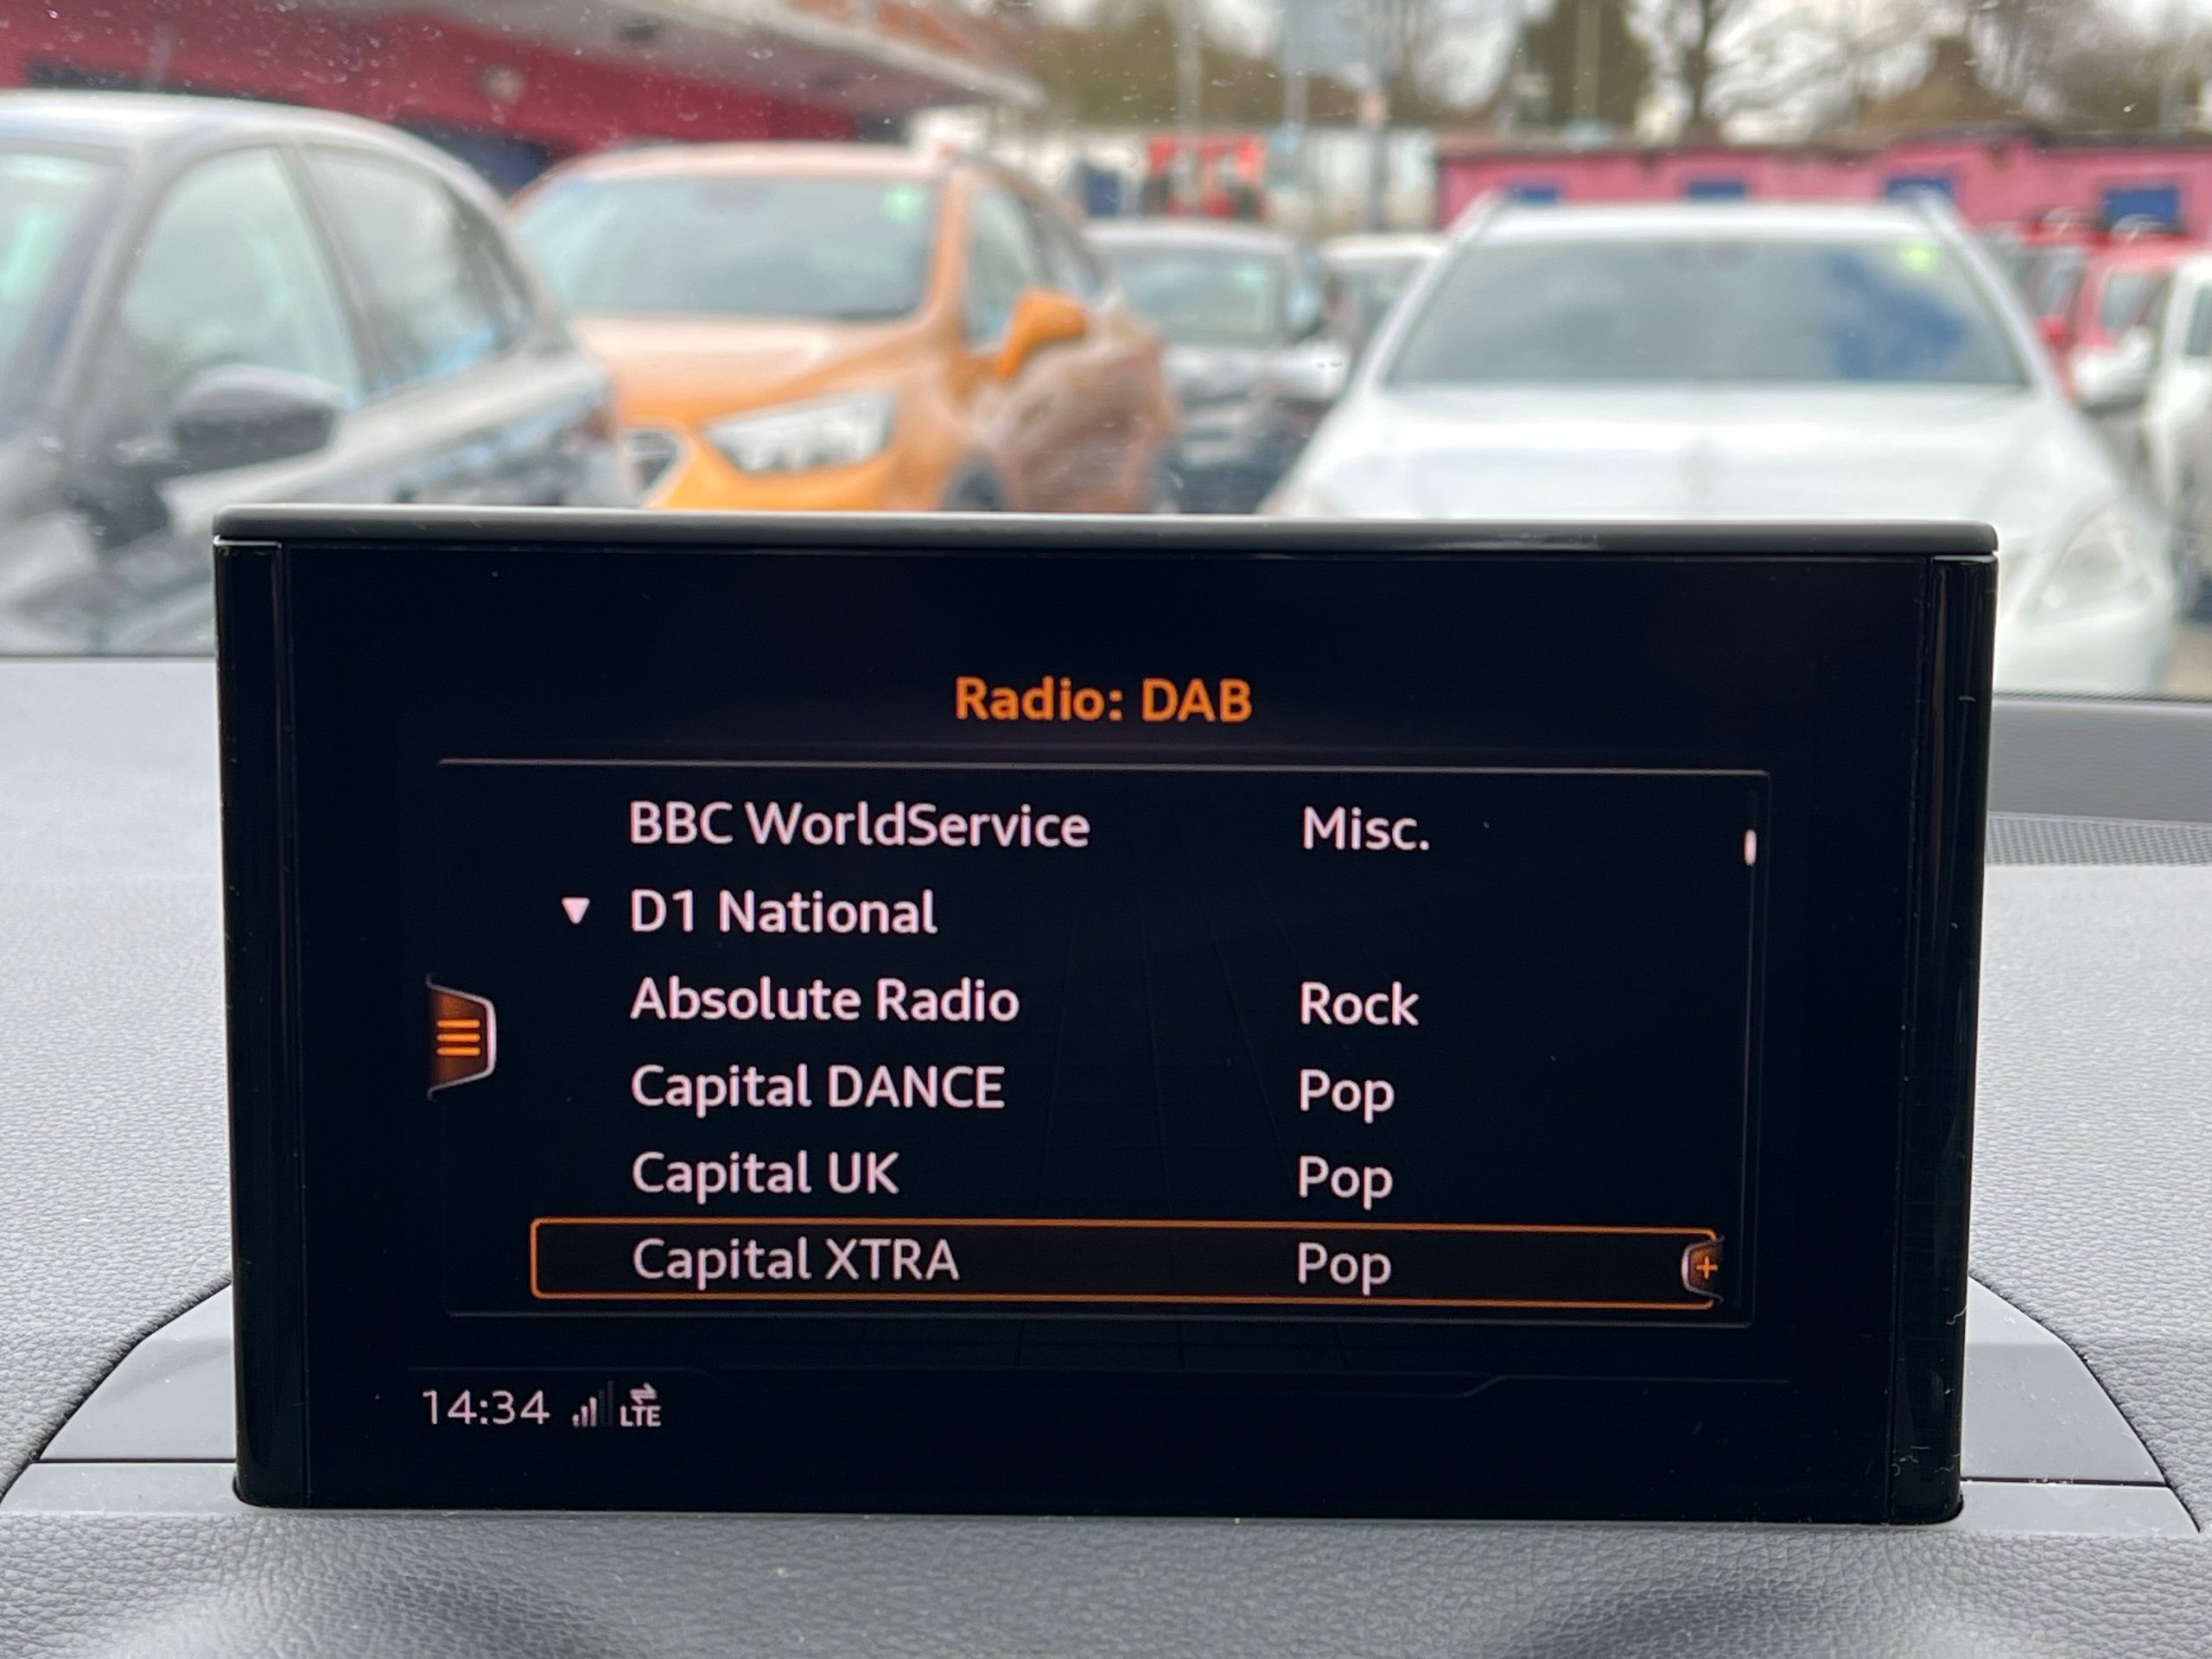 Radio: DAB
BBC WorldService Misc.
D1 National
Absolute Radio Rock
Capital DANCE Pop
Capital UK Pop
Capital XTRA Pop
14:34 LTE